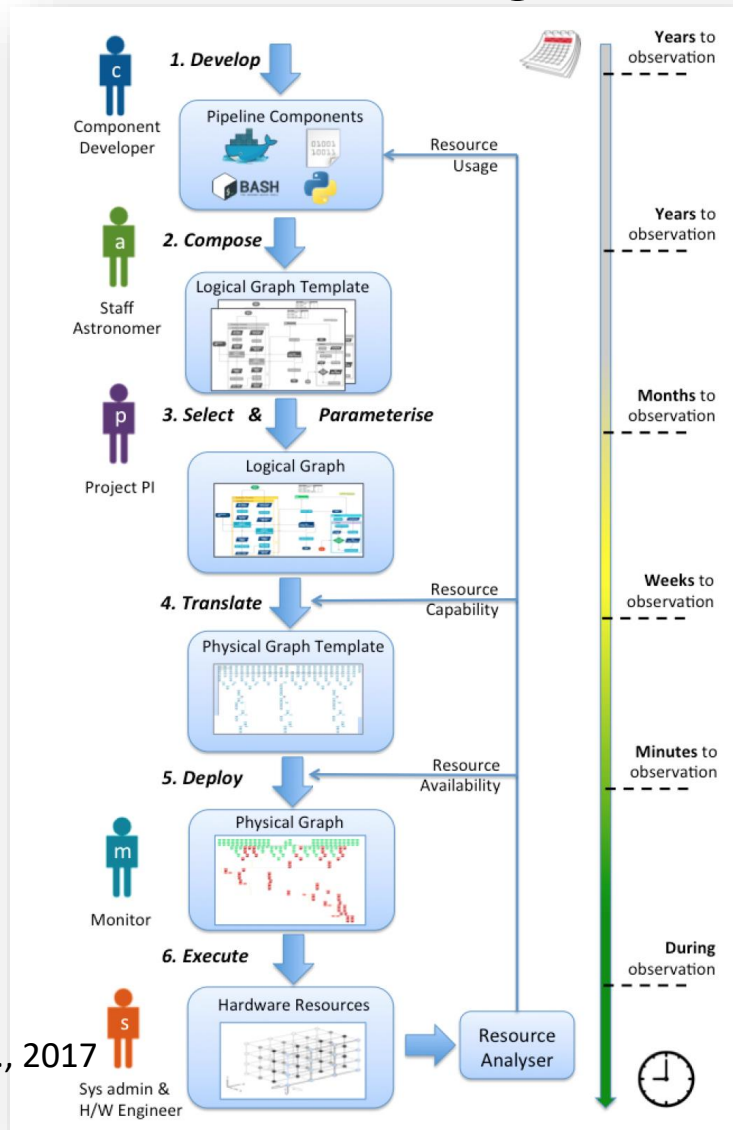 1. Develop
Years to
observation
c
Component
Developer
Pipeline Components
01001
10011
BASH
Resource
Usage
a
Staff
Astronomer
2. Compose
Years to
observation
Logical Graph Template
p
Project PI
3. Select & Parameterise
Months to
observation
Logical Graph
4. Translate
Resource
Capability
Weeks to
observation
Physical Graph Template
5. Deploy
Resource
Availability
Minutes to
observation
m
Monitor
Physical Graph
6. Execute
During
observation
s
Sys admin &
H/W Engineer
Hardware Resources
Resource
Analyser
., 2017